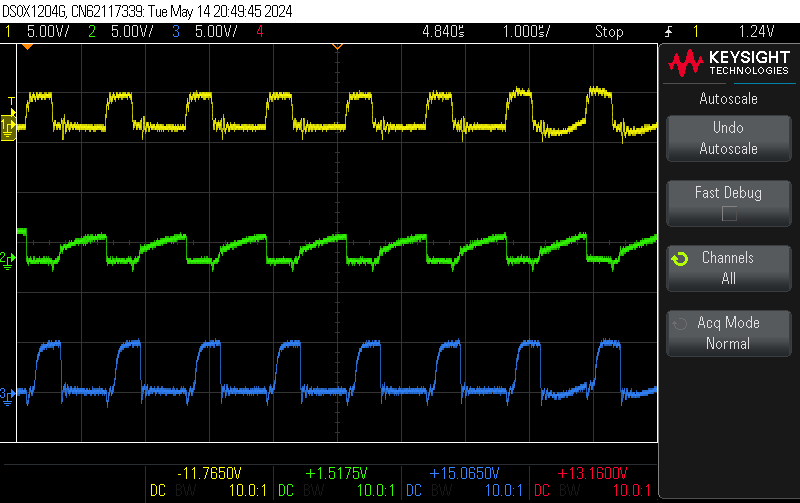 DSOX1204G, CN62117339: Tue May 14 20:49:45 2024
1 5.00V/ 2 5.00V/ 3 5.00V/ 4 4.840s 1.000s/ Stop 1 1.24V
KEYSIGHT
TECHNOLOGIES
Autoscale
Undo
Autoscale
Fast Debug
Channels
All
Acq Mode
Normal
T
1
2
3
-11.7650V +1.5175V +15.0650V +13.1600V
DC BW 10.0:1 DC BW 10.0:1 DC BW 10.0:1 DC BW 10.0:1